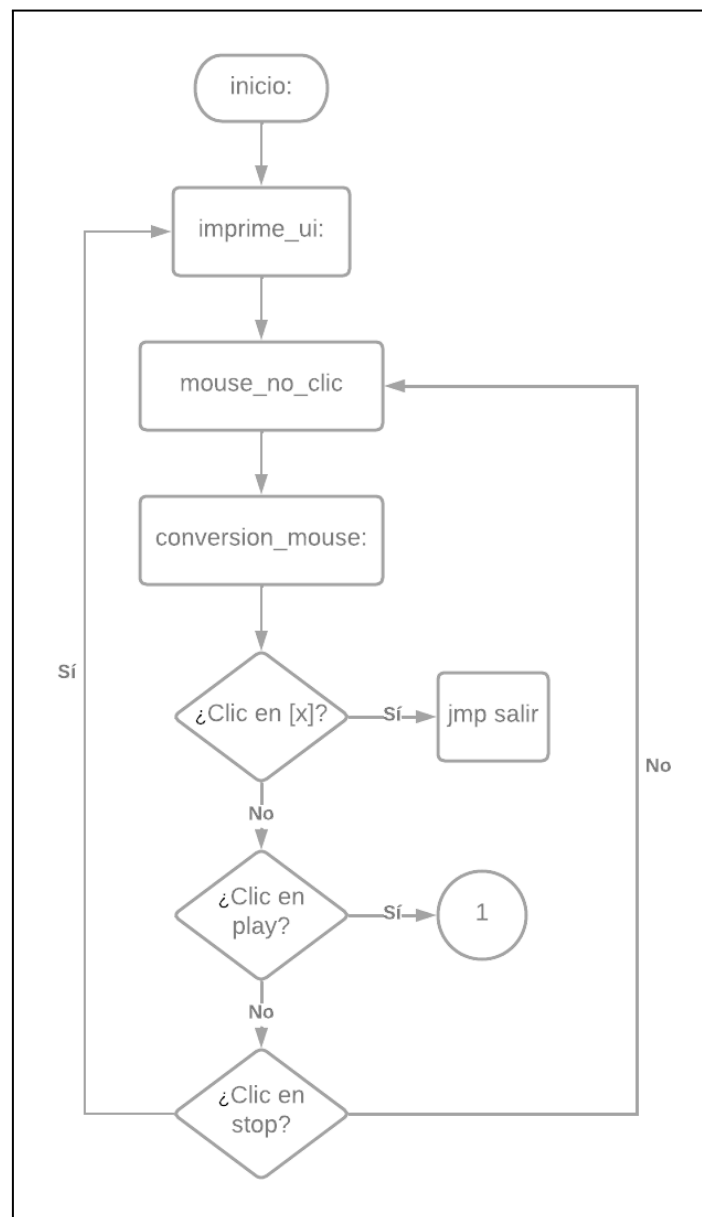 inicio:
imprime_ui:
mouse_no_clic
conversion_mouse:
Sí
¿Clic en [x]?
Sí
jmp salir
No
No
¿Clic en
play?
Sí
1
No
¿Clic en
stop?